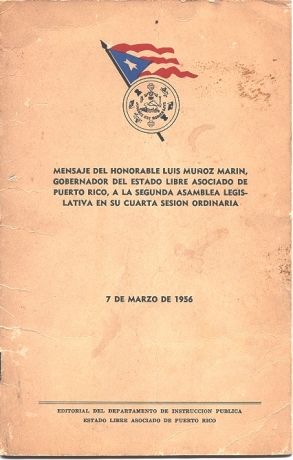 MENSAJE DEL HONORABLE LUIS MUÑOZ MARIN,
GOBERNADOR DEL ESTADO LIBRE ASOCIADO DE
PUERTO RICO, A LA SEGUNDA ASAMBLEA LEGIS-
LATIVA EN SU CUARTA SESION ORDINARIA
7 DE MARZO DE 1956
EDITORIAL DEL DEPARTAMENTO DE INSTRUCCION PUBLICA
ESTADO LIBRE ASOCIADO DE PUERTO RICO